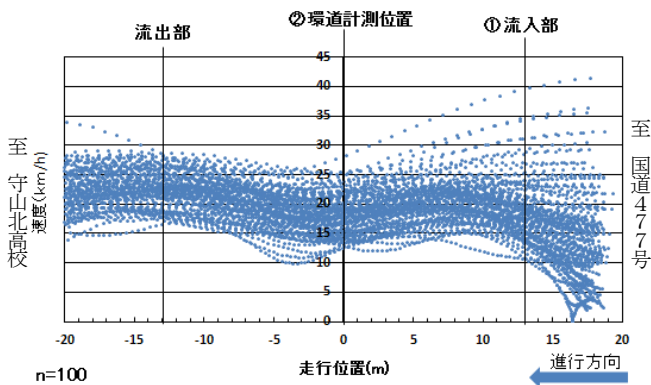 流出部
②環道計測位置
①流入部
45
40
35
30
25
20
15
10
5
0
速度(km/h)
至 守山北高校
至 国道477号
-20 -15 -10 -5 0 5 10 15 20
走行位置(m)
n=100
進行方向